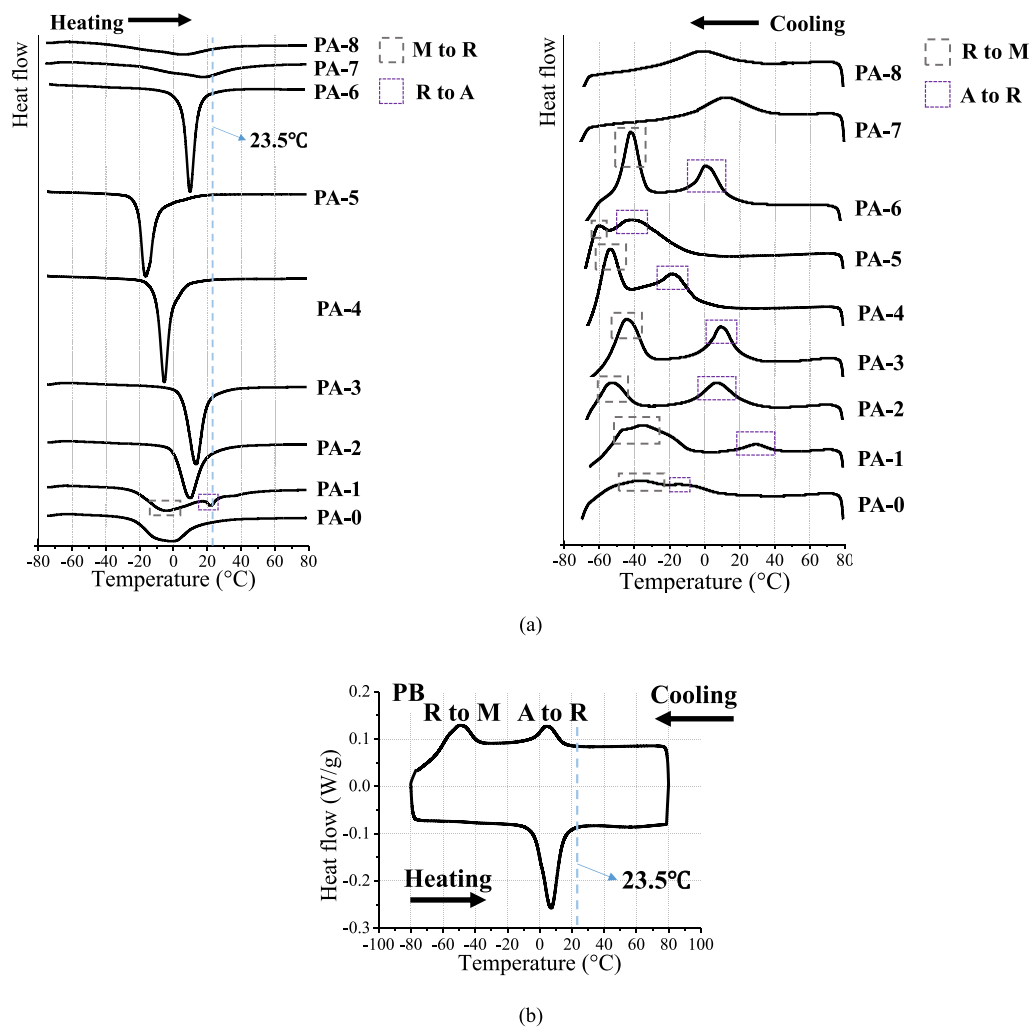 Heating
Heat flow
PA-8
PA-7
PA-6
PA-5
PA-4
PA-3
PA-2
PA-1
PA-0
M to R
R to A
23.5℃
-80 -60 -40 -20 0 20 40 60 80
Temperature (°C)
Cooling
Heat flow
PA-8
PA-7
PA-6
PA-5
PA-4
PA-3
PA-2
PA-1
PA-0
R to M
A to R
-80 -60 -40 -20 0 20 40 60 80
Temperature (°C)
(a)
PB
R to M A to R
Cooling
Heat flow (W/g)
0.2
0.1
0.0
-0.1
-0.2
-0.3
Heating
23.5℃
-100 -80 -60 -40 -20 0 20 40 60 80 100
Temperature (°C)
(b)